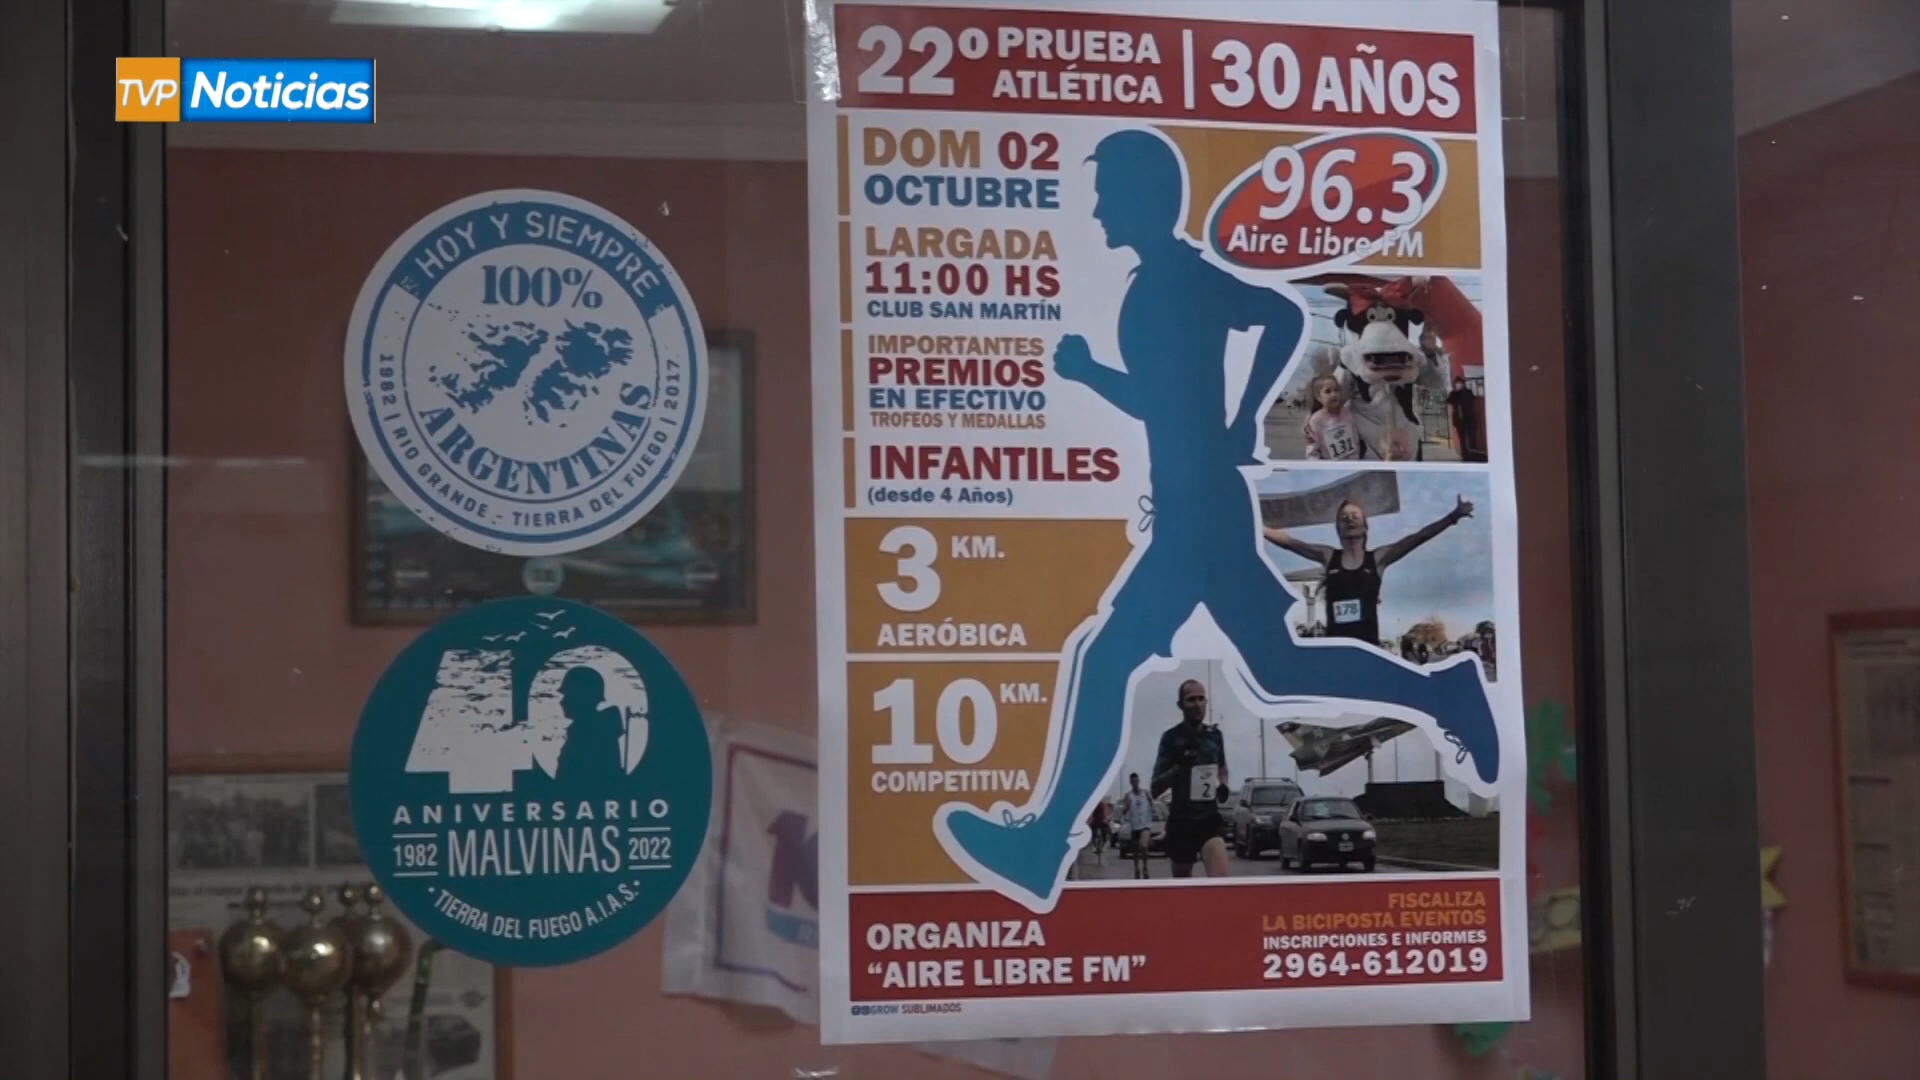 TVP Noticias
HOY Y SIEMPRE
100%
ARGENTINAS
1982 | RIO GRANDE - TIERRA DEL FUEGO | 2017
40
ANIVERSARIO
1982 MALVINAS 2022
· TIERRA DEL FUEGO A.I.A.S. ·
22º PRUEBA ATLÉTICA | 30 AÑOS
DOM 02
OCTUBRE
LARGADA
11:00 HS
CLUB SAN MARTÍN
IMPORTANTES
PREMIOS
EN EFECTIVO
TROFEOS Y MEDALLAS
INFANTILES
(desde 4 Años)
3 KM.
AERÓBICA
10 KM.
COMPETITIVA
96.3
Aire Libre FM
131
178
2
ORGANIZA
“AIRE LIBRE FM”
FISCALIZA
LA BICIPOSTA EVENTOS
INSCRIPCIONES E INFORMES
2964-612019
GROW SUBLIMADOS